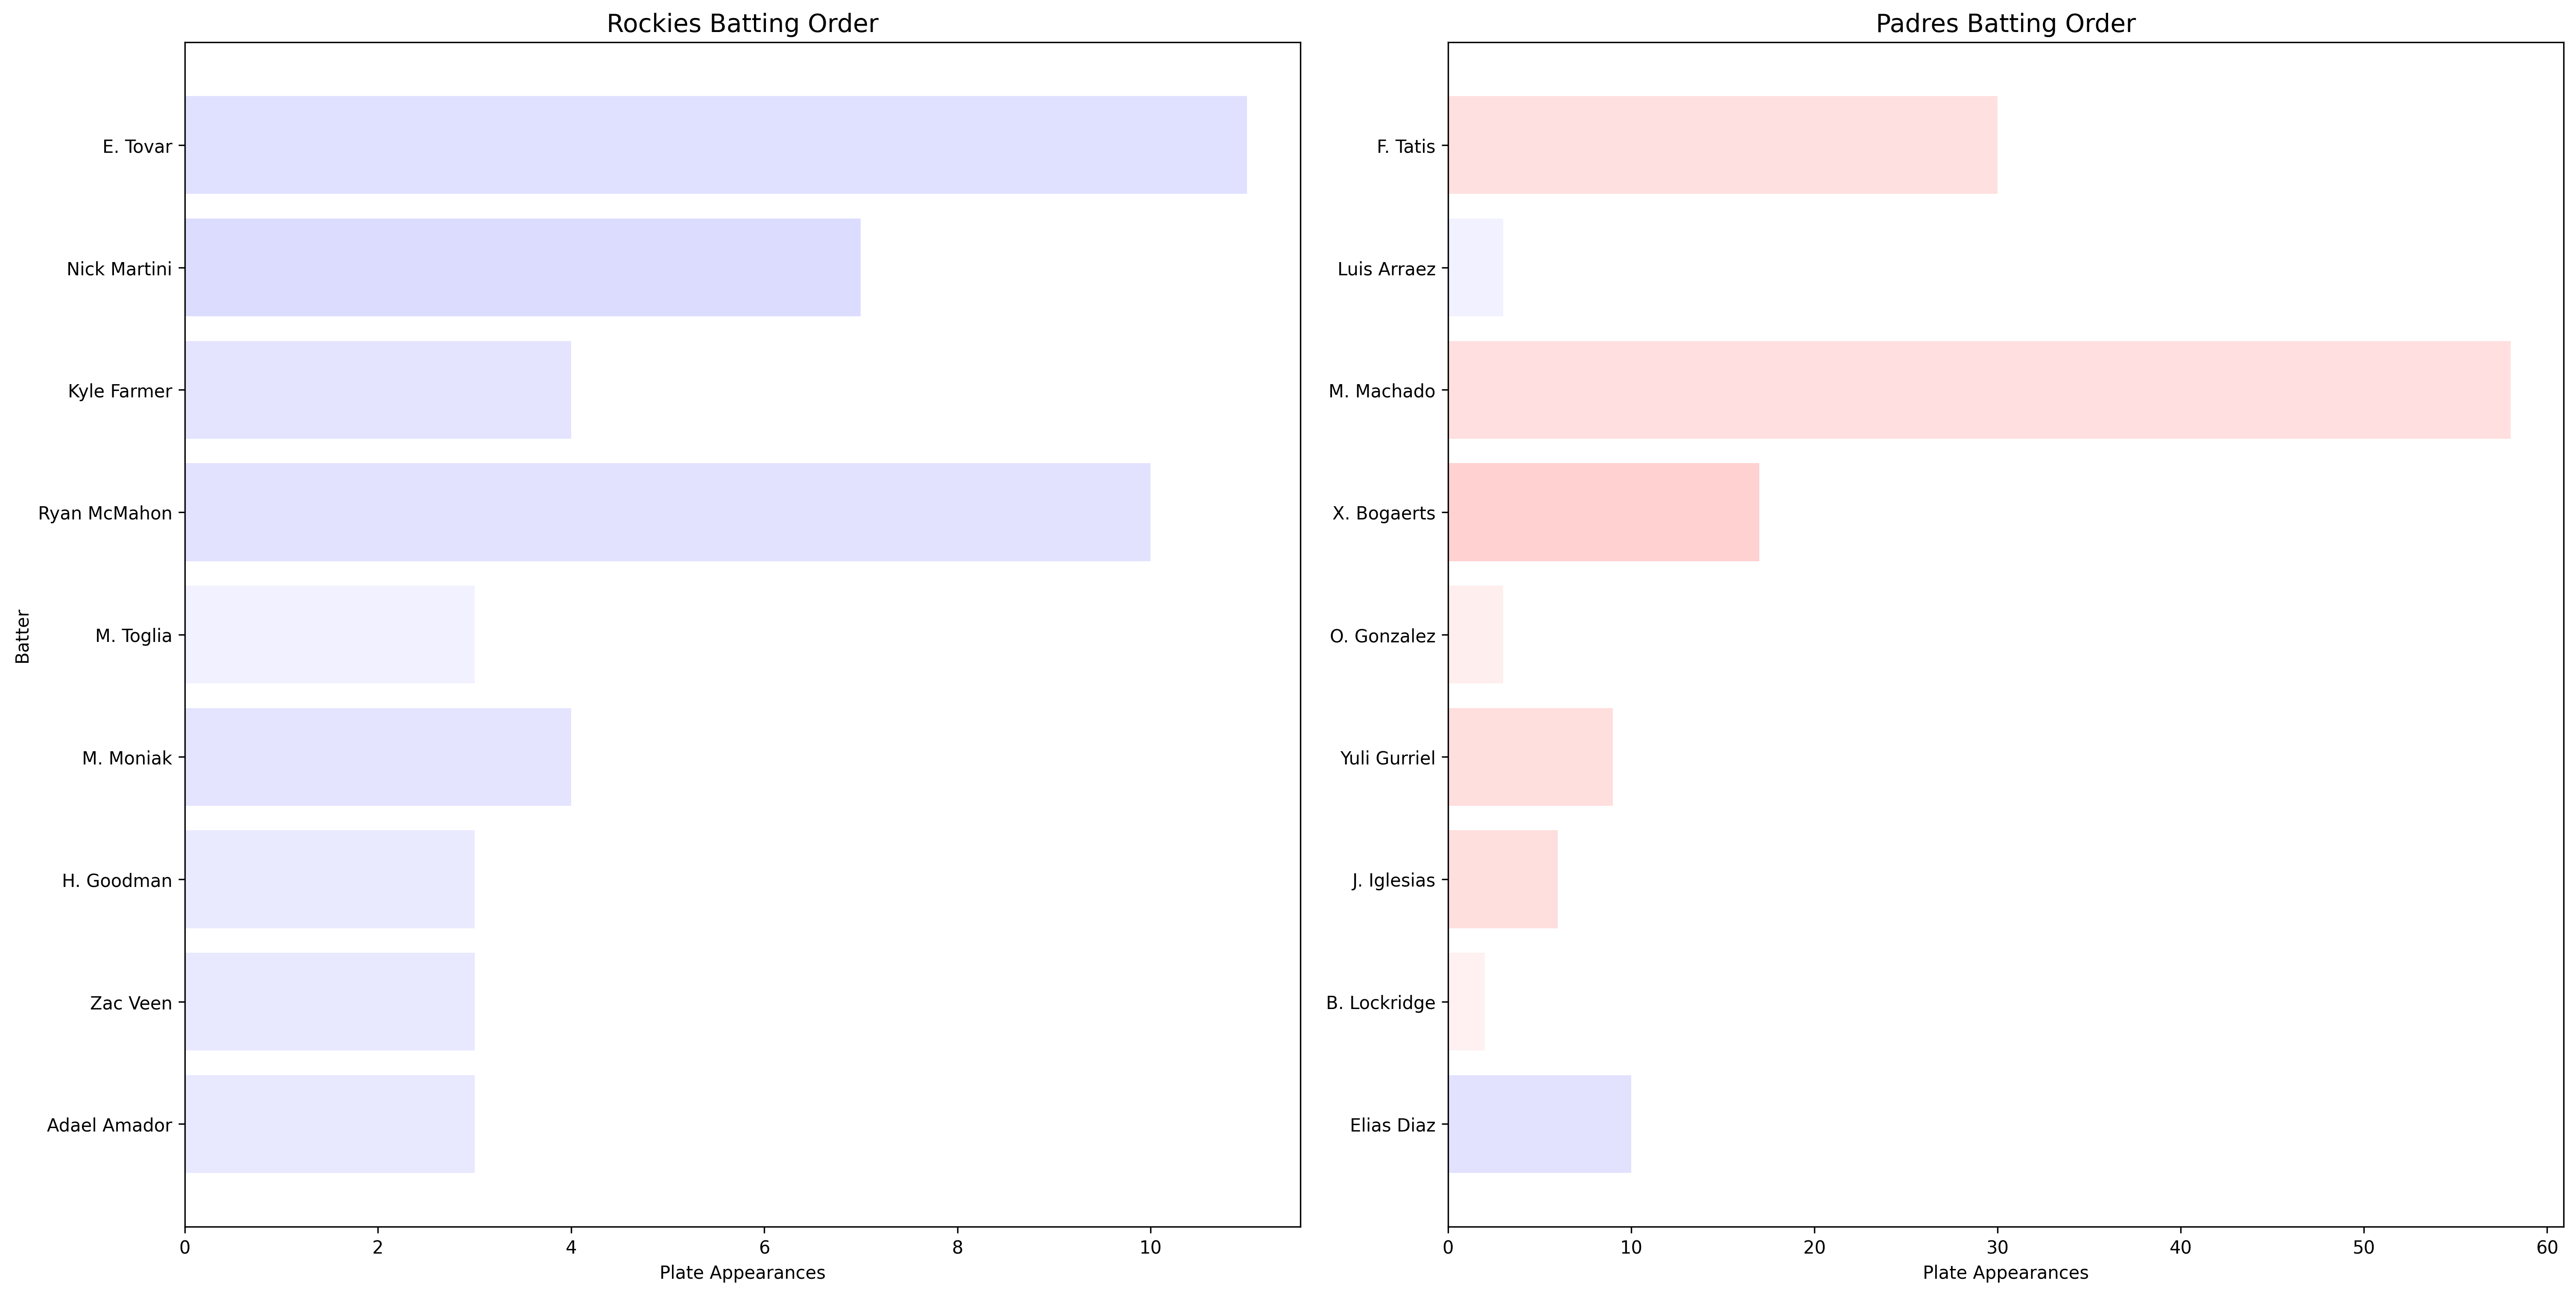 Rockies Batting Order
Batter
E. Tovar
Nick Martini
Kyle Farmer
Ryan McMahon
M. Toglia
M. Moniak
H. Goodman
Zac Veen
Adael Amador
0 2 4 6 8 10
Plate Appearances
Padres Batting Order
F. Tatis
Luis Arraez
M. Machado
X. Bogaerts
O. Gonzalez
Yuli Gurriel
J. Iglesias
B. Lockridge
Elias Diaz
0 10 20 30 40 50 60
Plate Appearances